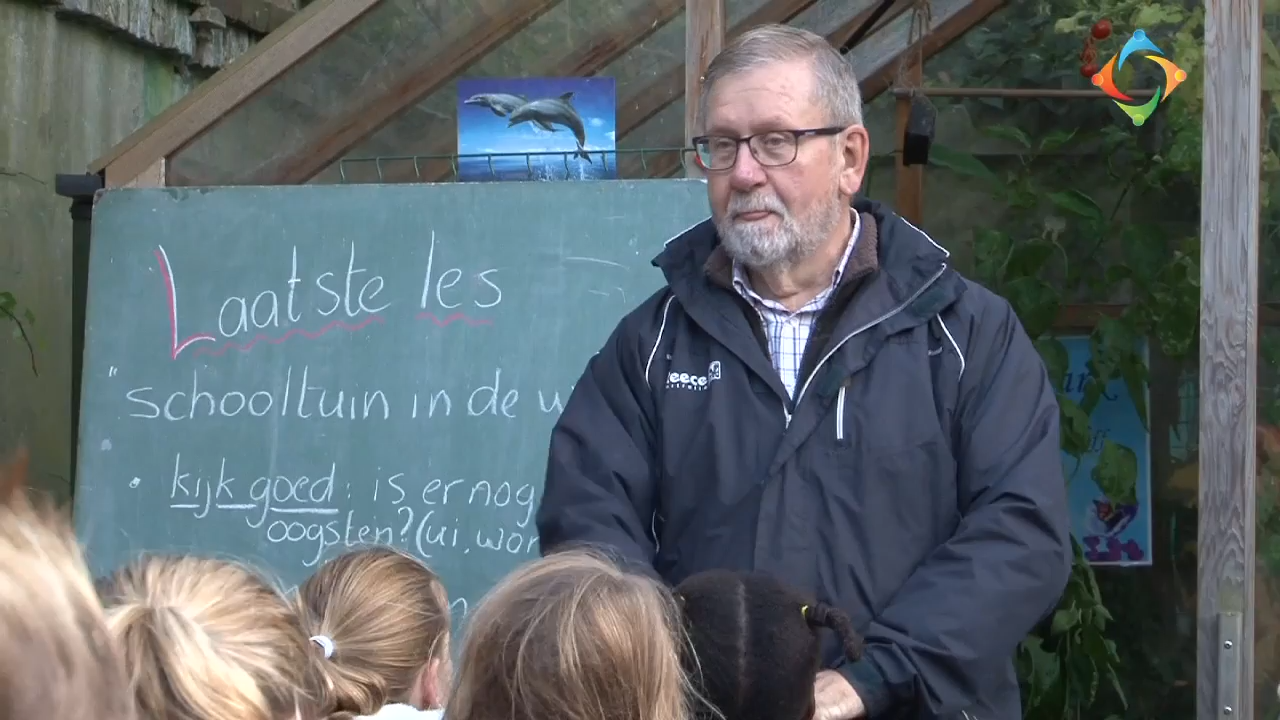 Laatste les
"schooltuin in de w
• kijk goed: is er nog
oogsten? (ui, wor